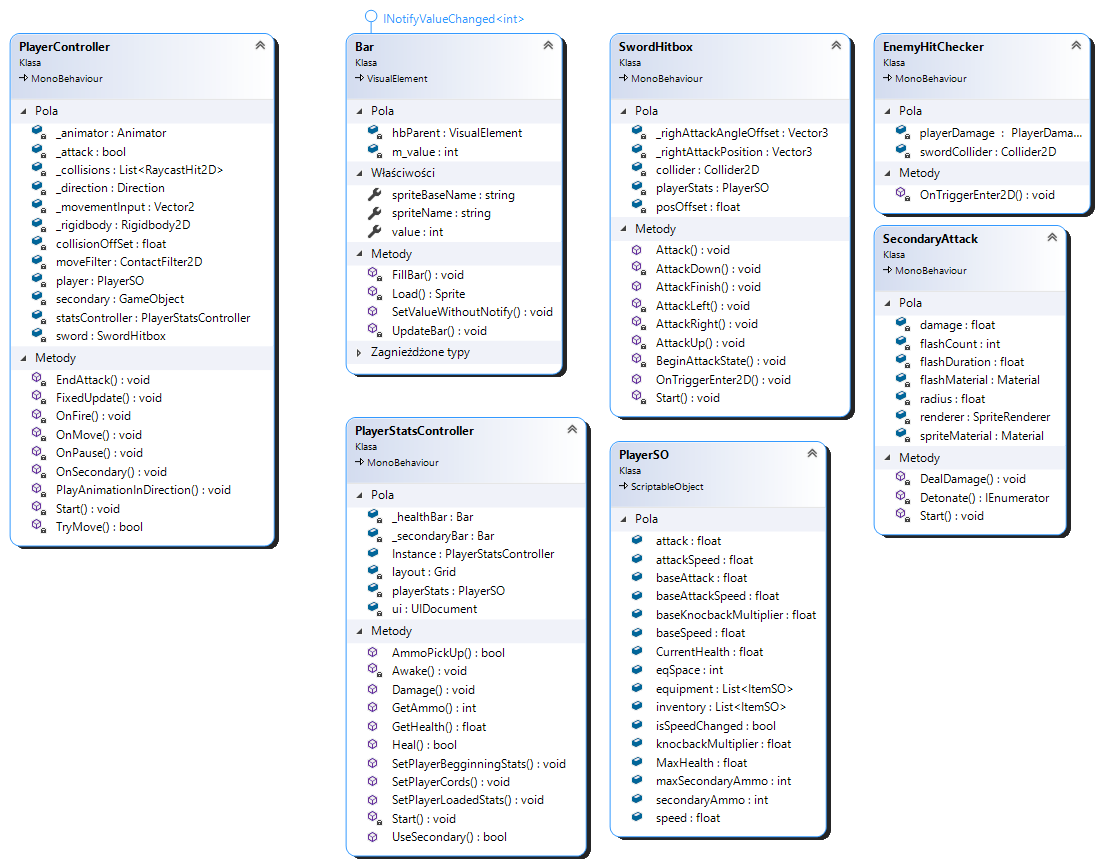 INotifyValueChanged<int>
PlayerController
Klasa
MonoBehaviour
Pola
_animator : Animator
_attack : bool
_collisions : List<RaycastHit2D>
_direction : Direction
_movementInput : Vector2
_rigidbody : Rigidbody2D
collisionOffSet : float
moveFilter : ContactFilter2D
player : PlayerSO
secondary : GameObject
statsController : PlayerStatsController
sword : SwordHitbox
Metody
EndAttack() : void
FixedUpdate() : void
OnFire() : void
OnMove() : void
OnPause() : void
OnSecondary() : void
PlayAnimationInDirection() : void
Start() : void
TryMove() : bool
Bar
Klasa
VisualElement
Pola
hbParent : VisualElement
m_value : int
Właściwości
spriteBaseName : string
spriteName : string
value : int
Metody
FillBar() : void
Load() : Sprite
SetValueWithoutNotify() : void
UpdateBar() : void
Zagnieżdżone typy
PlayerStatsController
Klasa
MonoBehaviour
Pola
_healthBar : Bar
_secondaryBar : Bar
Instance : PlayerStatsController
layout : Grid
playerStats : PlayerSO
ui : UIDocument
Metody
AmmoPickUp() : bool
Awake() : void
Damage() : void
GetAmmo() : int
GetHealth() : float
Heal() : bool
SetPlayerBegginningStats() : void
SetPlayerCords() : void
SetPlayerLoadedStats() : void
Start() : void
UseSecondary() : bool
SwordHitbox
Klasa
MonoBehaviour
Pola
_righAttackAngleOffset : Vector3
_rightAttackPosition : Vector3
collider : Collider2D
playerStats : PlayerSO
posOffset : float
Metody
Attack() : void
AttackDown() : void
AttackFinish() : void
AttackLeft() : void
AttackRight() : void
AttackUp() : void
BeginAttackState() : void
OnTriggerEnter2D() : void
Start() : void
PlayerSO
Klasa
ScriptableObject
Pola
attack : float
attackSpeed : float
baseAttack : float
baseAttackSpeed : float
baseKnocbackMultiplier : float
baseSpeed : float
CurrentHealth : float
eqSpace : int
equipment : List<ItemSO>
inventory : List<ItemSO>
isSpeedChanged : bool
knocbackMultiplier : float
MaxHealth : float
maxSecondaryAmmo : int
secondaryAmmo : int
speed : float
EnemyHitChecker
Klasa
MonoBehaviour
Pola
playerDamage : PlayerDama...
swordCollider : Collider2D
Metody
OnTriggerEnter2D() : void
SecondaryAttack
Klasa
MonoBehaviour
Pola
damage : float
flashCount : int
flashDuration : float
flashMaterial : Material
radius : float
renderer : SpriteRenderer
spriteMaterial : Material
Metody
DealDamage() : void
Detonate() : IEnumerator
Start() : void